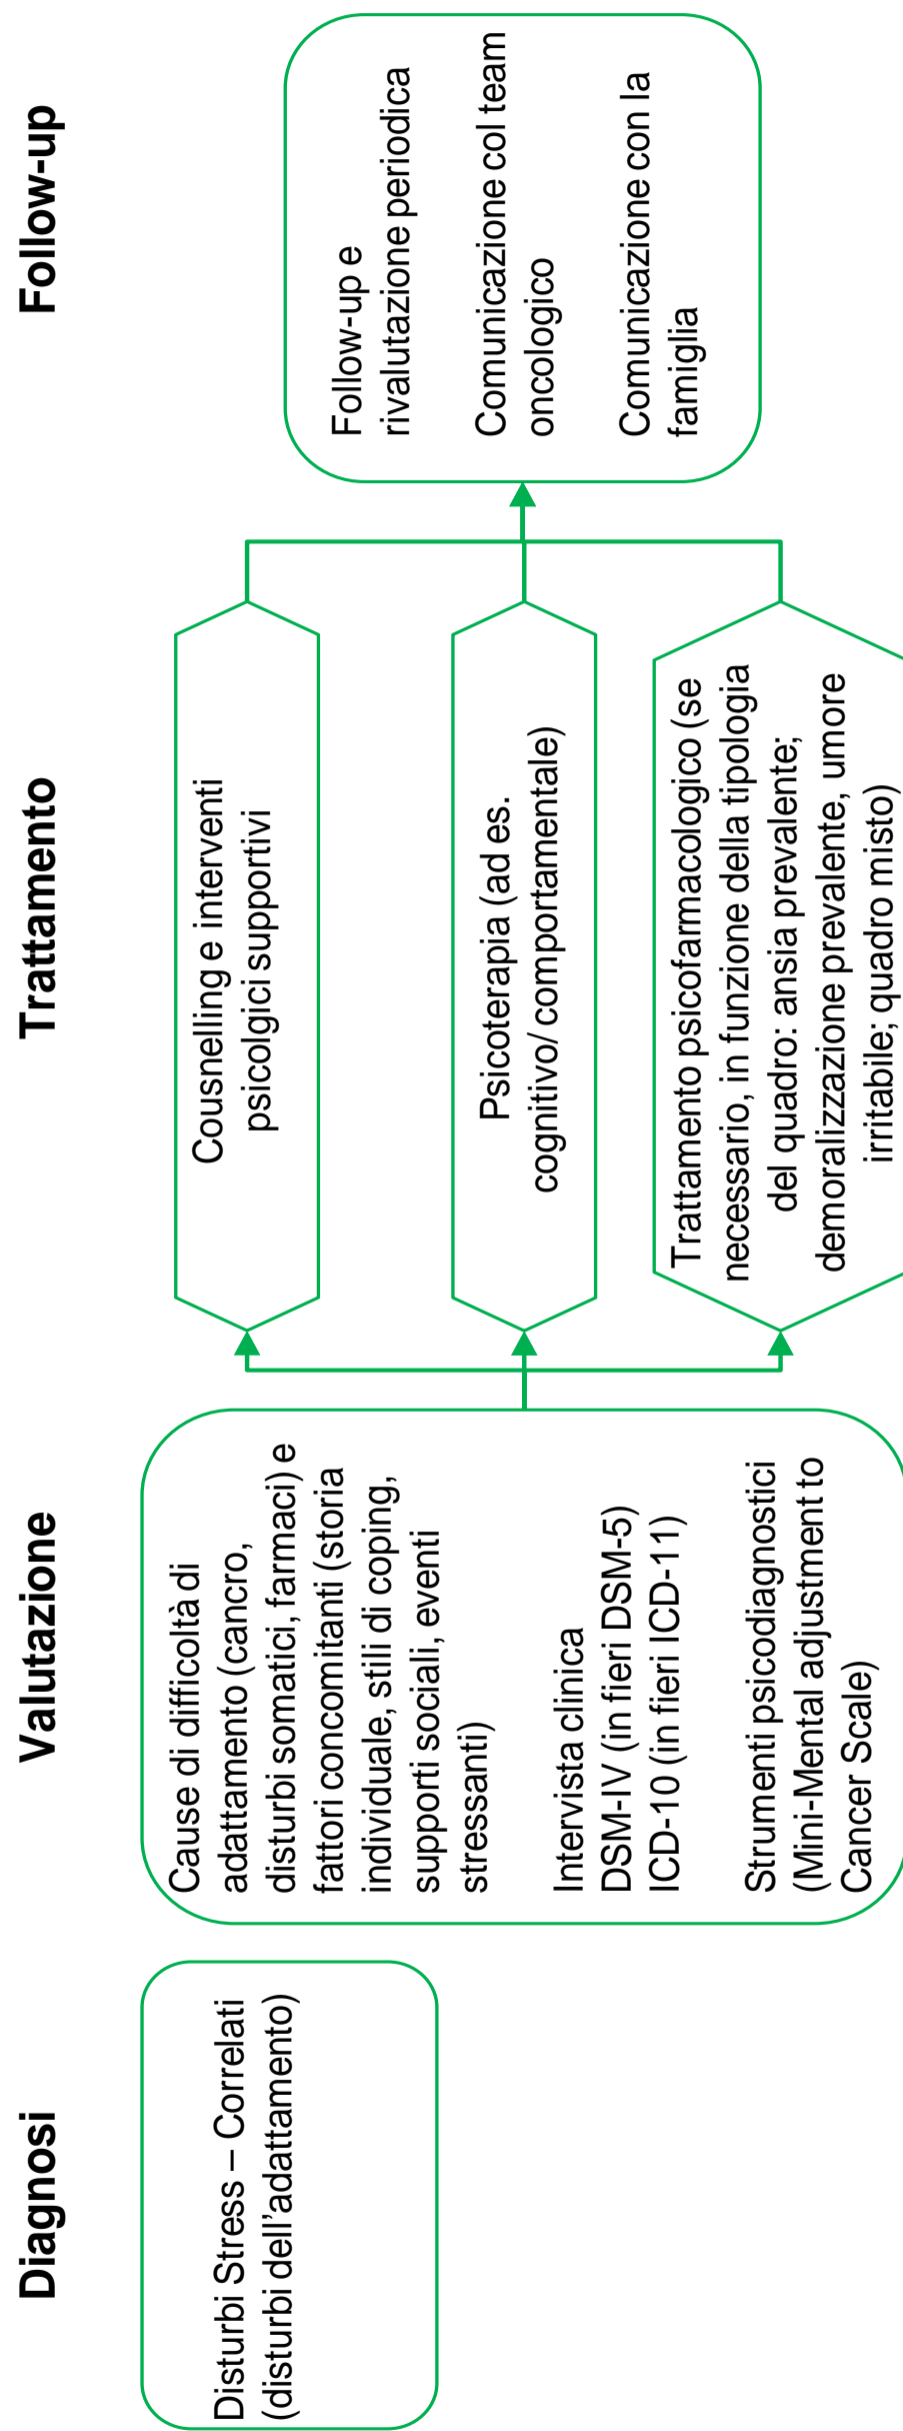 Diagnosi
Valutazione
Trattamento
Follow-up
Disturbi Stress – Correlati
(disturbi dell’adattamento)
Cause di difficoltà di
adattamento (cancro,
disturbi somatici, farmaci) e
fattori concomitanti (storia
individuale, stili di coping,
supporti sociali, eventi
stressanti)
Intervista clinica
DSM-IV (in fieri DSM-5)
ICD-10 (in fieri ICD-11)
Strumenti psicodiagnostici
(Mini-Mental adjustment to
Cancer Scale)
Cousnelling e interventi
psicolgici supportivi
Psicoterapia (ad es.
cognitivo/ comportamentale)
Trattamento psicofarmacologico (se
necessario, in funzione della tipologia
del quadro: ansia prevalente;
demoralizzazione prevalente, umore
irritabile; quadro misto)
Follow-up e
rivalutazione periodica
Comunicazione col team
oncologico
Comunicazione con la
famiglia